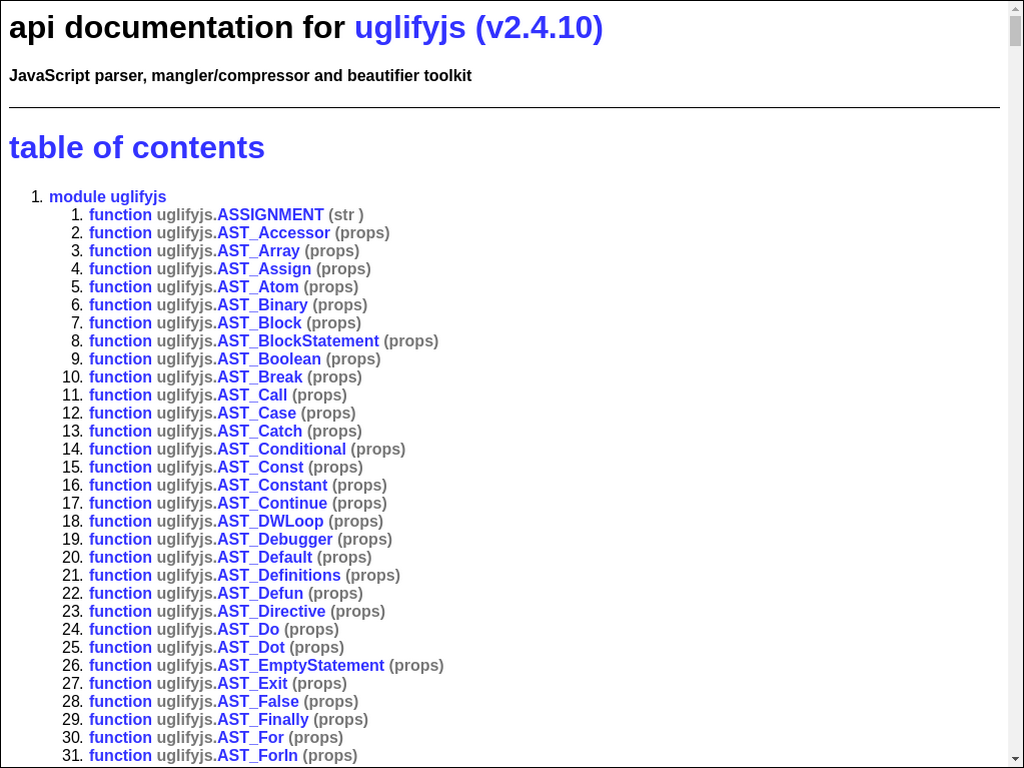 api documentation for uglifyjs (v2.4.10)
JavaScript parser, mangler/compressor and beautifier toolkit
table of contents
1. module uglifyjs
1. function uglifyjs.ASSIGNMENT (str )
2. function uglifyjs.AST_Accessor (props)
3. function uglifyjs.AST_Array (props)
4. function uglifyjs.AST_Assign (props)
5. function uglifyjs.AST_Atom (props)
6. function uglifyjs.AST_Binary (props)
7. function uglifyjs.AST_Block (props)
8. function uglifyjs.AST_BlockStatement (props)
9. function uglifyjs.AST_Boolean (props)
10. function uglifyjs.AST_Break (props)
11. function uglifyjs.AST_Call (props)
12. function uglifyjs.AST_Case (props)
13. function uglifyjs.AST_Catch (props)
14. function uglifyjs.AST_Conditional (props)
15. function uglifyjs.AST_Const (props)
16. function uglifyjs.AST_Constant (props)
17. function uglifyjs.AST_Continue (props)
18. function uglifyjs.AST_DWLoop (props)
19. function uglifyjs.AST_Debugger (props)
20. function uglifyjs.AST_Default (props)
21. function uglifyjs.AST_Definitions (props)
22. function uglifyjs.AST_Defun (props)
23. function uglifyjs.AST_Directive (props)
24. function uglifyjs.AST_Do (props)
25. function uglifyjs.AST_Dot (props)
26. function uglifyjs.AST_EmptyStatement (props)
27. function uglifyjs.AST_Exit (props)
28. function uglifyjs.AST_False (props)
29. function uglifyjs.AST_Finally (props)
30. function uglifyjs.AST_For (props)
31. function uglifyjs.AST_ForIn (props)